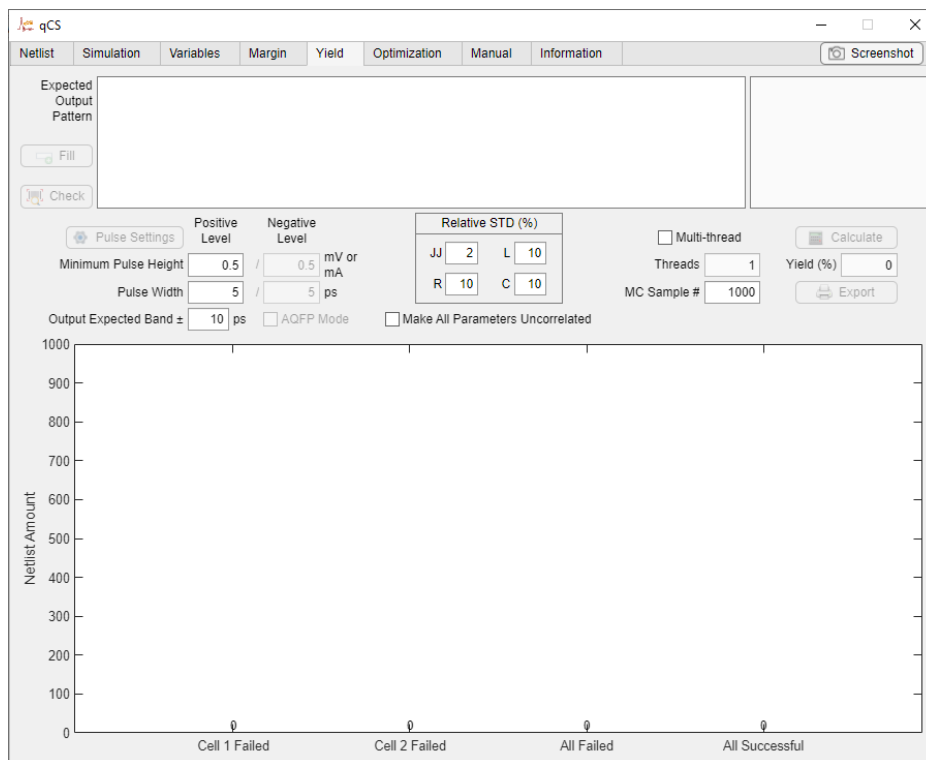 qCS
Netlist Simulation Variables Margin Yield Optimization Manual Information Screenshot
Expected
Output
Pattern
Fill
Check
Pulse Settings
Positive
Level
Negative
Level
Minimum Pulse Height 0.5 / 0.5 mV or
mA
Pulse Width 5 / 5 ps
Output Expected Band ± 10 ps AQFP Mode
Relative STD (%)
JJ 2 L 10
R 10 C 10
Make All Parameters Uncorrelated
Multi-thread Calculate
Threads 1 Yield (%) 0
MC Sample # 1000 Export
Netlist Amount
1000
900
800
700
600
500
400
300
200
100
0
0 0 0 0
Cell 1 Failed Cell 2 Failed All Failed All Successful